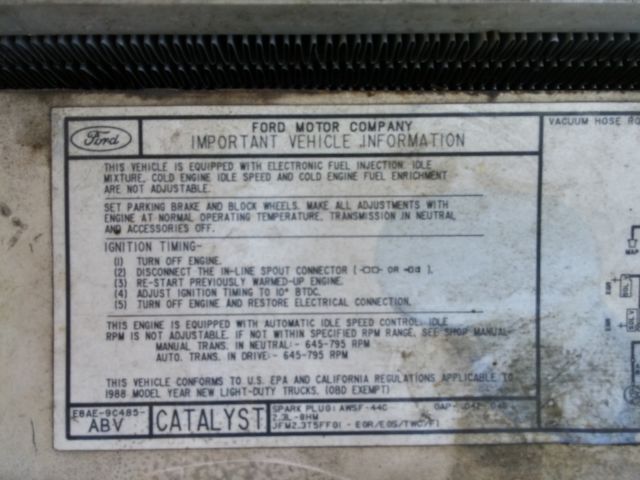 Ford
FORD MOTOR COMPANY
IMPORTANT VEHICLE INFORMATION
THIS VEHICLE IS EQUIPPED WITH ELECTRONIC FUEL INJECTION. IDLE
MIXTURE, COLD ENGINE IDLE SPEED AND COLD ENGINE FUEL ENRICHMENT
ARE NOT ADJUSTABLE.
SET PARKING BRAKE AND BLOCK WHEELS. MAKE ALL ADJUSTMENTS WITH
ENGINE AT NORMAL OPERATING TEMPERATURE, TRANSMISSION IN NEUTRAL
AND ACCESSORIES OFF.
IGNITION TIMING-
(1) TURN OFF ENGINE.
(2) DISCONNECT THE IN-LINE SPOUT CONNECTOR ( OR ).
(3) RE-START PREVIOUSLY WARMED-UP ENGINE.
(4) ADJUST IGNITION TIMING TO 10° BTDC.
(5) TURN OFF ENGINE AND RESTORE ELECTRICAL CONNECTION.
THIS ENGINE IS EQUIPPED WITH AUTOMATIC IDLE SPEED CONTROL. IDLE
RPM IS NOT ADJUSTABLE. IF NOT WITHIN SPECIFIED RPM RANGE, SEE SHOP MANUAL
MANUAL TRANS. IN NEUTRAL:- 645-795 RPM
AUTO. TRANS. IN DRIVE:- 645-795 RPM
THIS VEHICLE CONFORMS TO U.S. EPA AND CALIFORNIA REGULATIONS APPLICABLE TO
1988 MODEL YEAR NEW LIGHT-DUTY TRUCKS. (OBD EXEMPT)
E8AE-9C485-
ABV
CATALYST
SPARK PLUG: AWSF-44C
2.3L-8HM
JFM2.3T5FFG1 - EGR/EOS/TWC/FI
GAP-
VACUUM HOSE RO
MAP
EGR